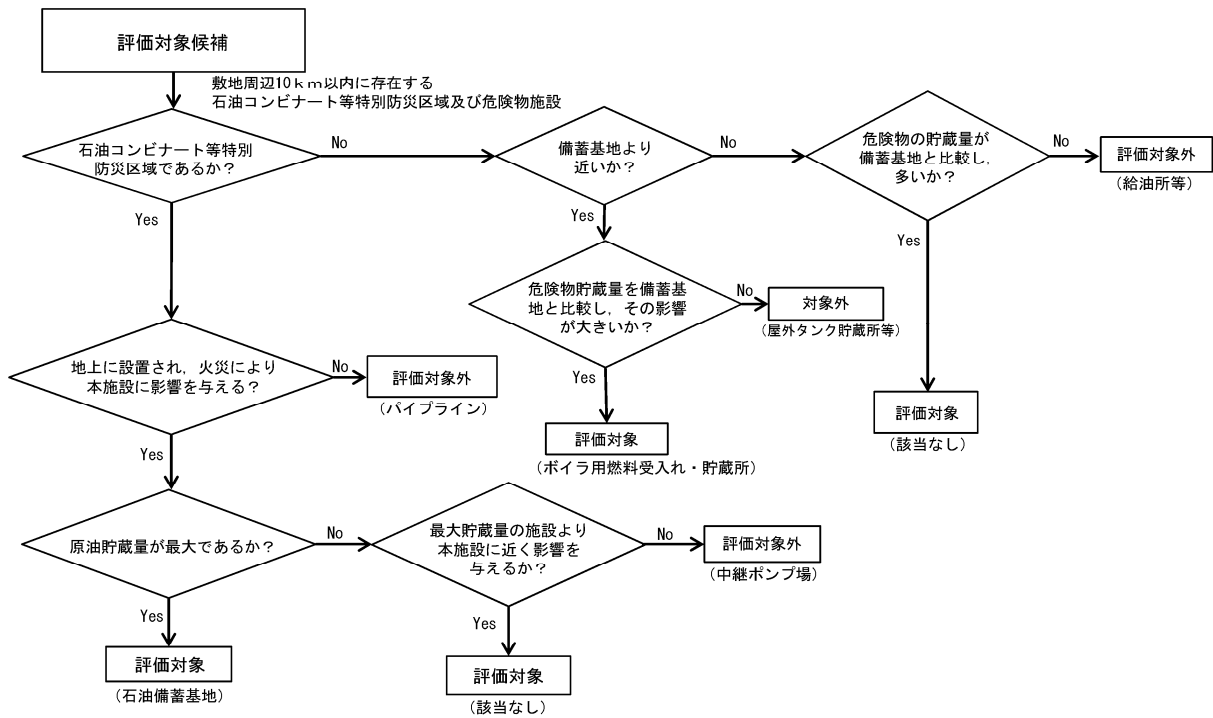 評価対象候補
敷地周辺10ｋｍ以内に存在する
石油コンビナート等特別防災区域及び危険物施設
石油コンビナート等特別
防災区域であるか？
No
備蓄基地より
近いか？
No
危険物の貯蔵量が
備蓄基地と比較し，
多いか？
No
評価対象外
(給油所等)
Yes
Yes
Yes
危険物貯蔵量を備蓄基
地と比較し，その影響
が大きいか？
No
対象外
(屋外タンク貯蔵所等)
地上に設置され，火災により
本施設に影響を与える？
No
評価対象外
(パイプライン)
Yes
評価対象
(ボイラ用燃料受入れ・貯蔵所)
評価対象
(該当なし)
Yes
原油貯蔵量が最大であるか？
No
最大貯蔵量の施設より
本施設に近く影響を
与えるか？
No
評価対象外
(中継ポンプ場)
Yes
Yes
評価対象
(石油備蓄基地)
評価対象
(該当なし)